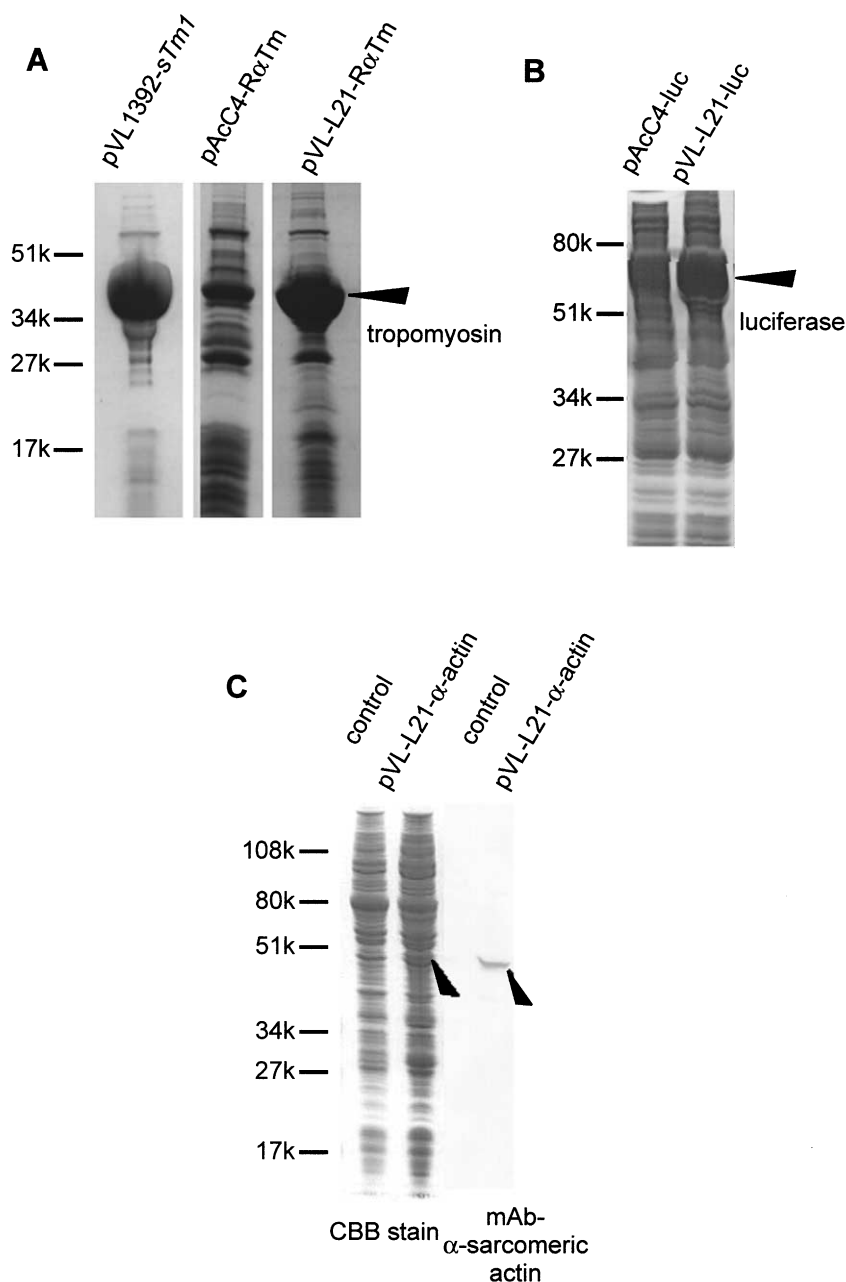 A
pVL1392-sTm1
pAcC4-RαTm
pVL-L21-RαTm
51k
34k
27k
17k
tropomyosin
B
pAcC4-luc
pVL-L21-luc
80k
51k
34k
27k
luciferase
C
control
pVL-L21-α-actin
control
pVL-L21-α-actin
108k
80k
51k
34k
27k
17k
CBB stain
mAb-
α-sarcomeric
actin